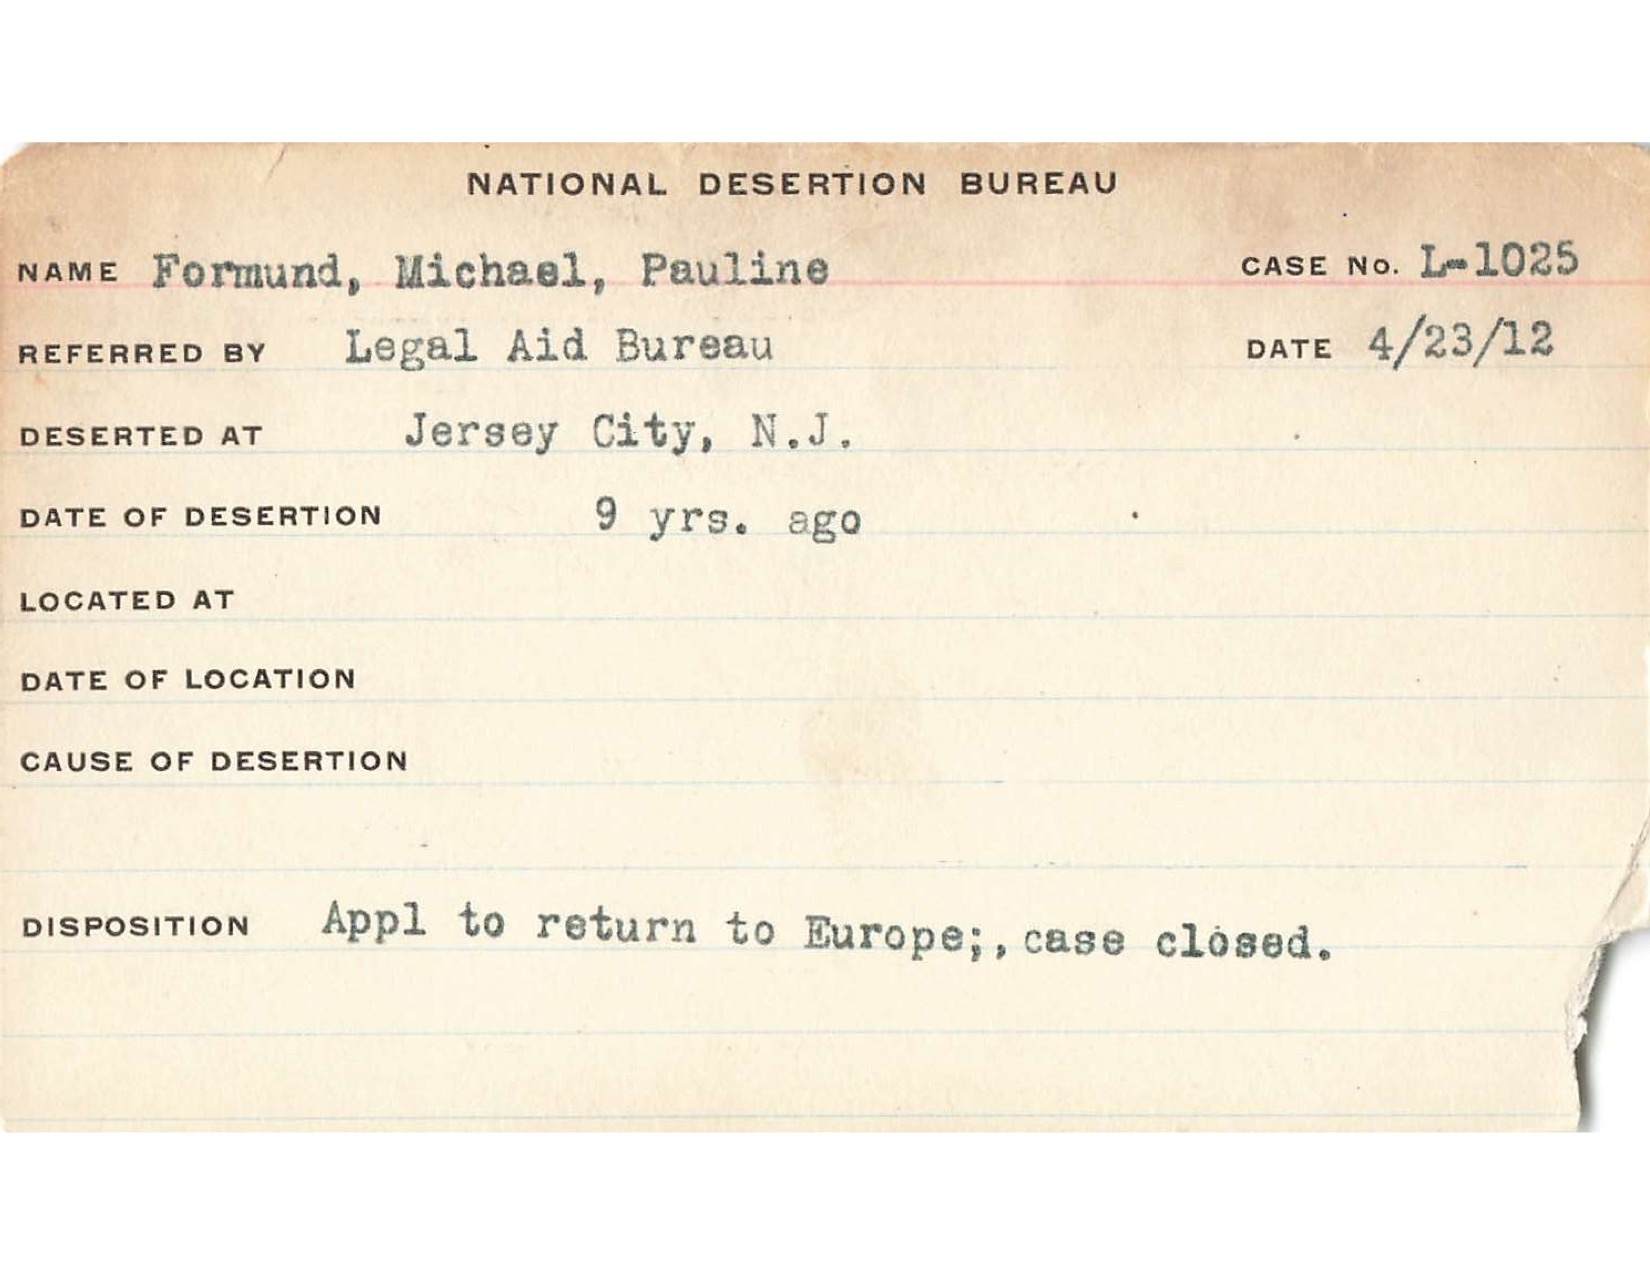 NATIONAL DESERTION BUREAU
NAME Formund, Michael, Pauline CASE No. L-1025
REFERRED BY Legal Aid Bureau DATE 4/23/12
DESERTED AT Jersey City, N.J.
DATE OF DESERTION 9 yrs. ago
LOCATED AT
DATE OF LOCATION
CAUSE OF DESERTION
DISPOSITION Appl to return to Europe;, case closed.